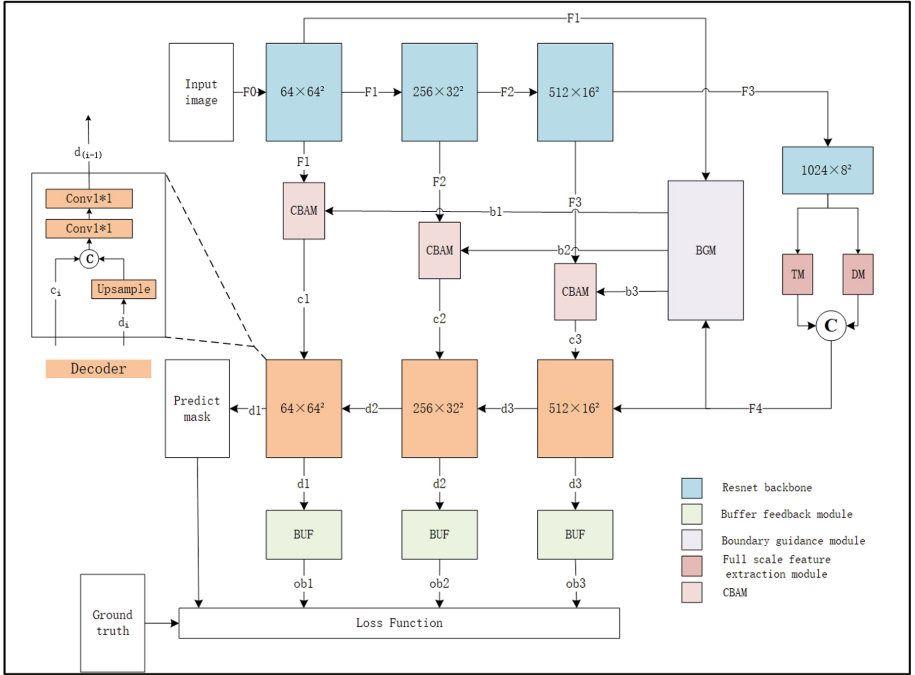 F1
Input
image
F0
64×64²
F1
256×32²
F2
512×16²
F3
1024×8²
d(i-1)
Conv1*1
Conv1*1
C
Upsample
ci
di
Decoder
F1
CBAM
b1
F2
CBAM
b2
F3
CBAM
b3
BGM
TM
DM
C
c1
c2
c3
Predict
mask
d1
64×64²
d2
256×32²
d3
512×16²
F4
d1
d2
d3
BUF
BUF
BUF
ob1
ob2
ob3
Ground
truth
Loss Function
Resnet backbone
Buffer feedback module
Boundary guidance module
Full scale feature
extraction module
CBAM